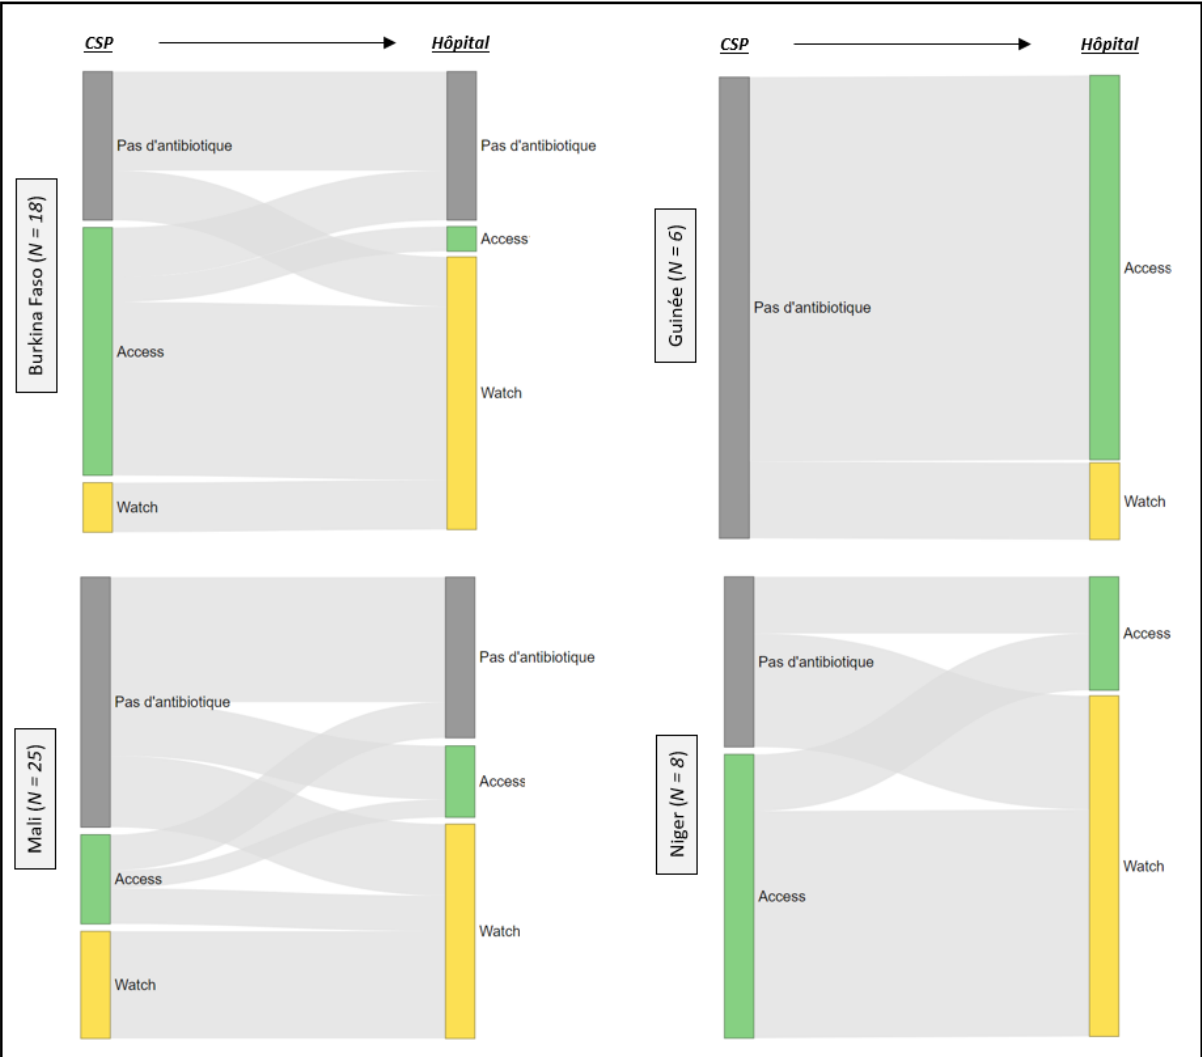 CSP
Hôpital
Burkina Faso (N = 18)
Pas d'antibiotique
Access
Watch
Pas d'antibiotique
Access
Watch
CSP
Hôpital
Guinée (N = 6)
Pas d'antibiotique
Access
Watch
Mali (N = 25)
Pas d'antibiotique
Access
Watch
Pas d'antibiotique
Access
Watch
Niger (N = 8)
Pas d'antibiotique
Access
Access
Watch